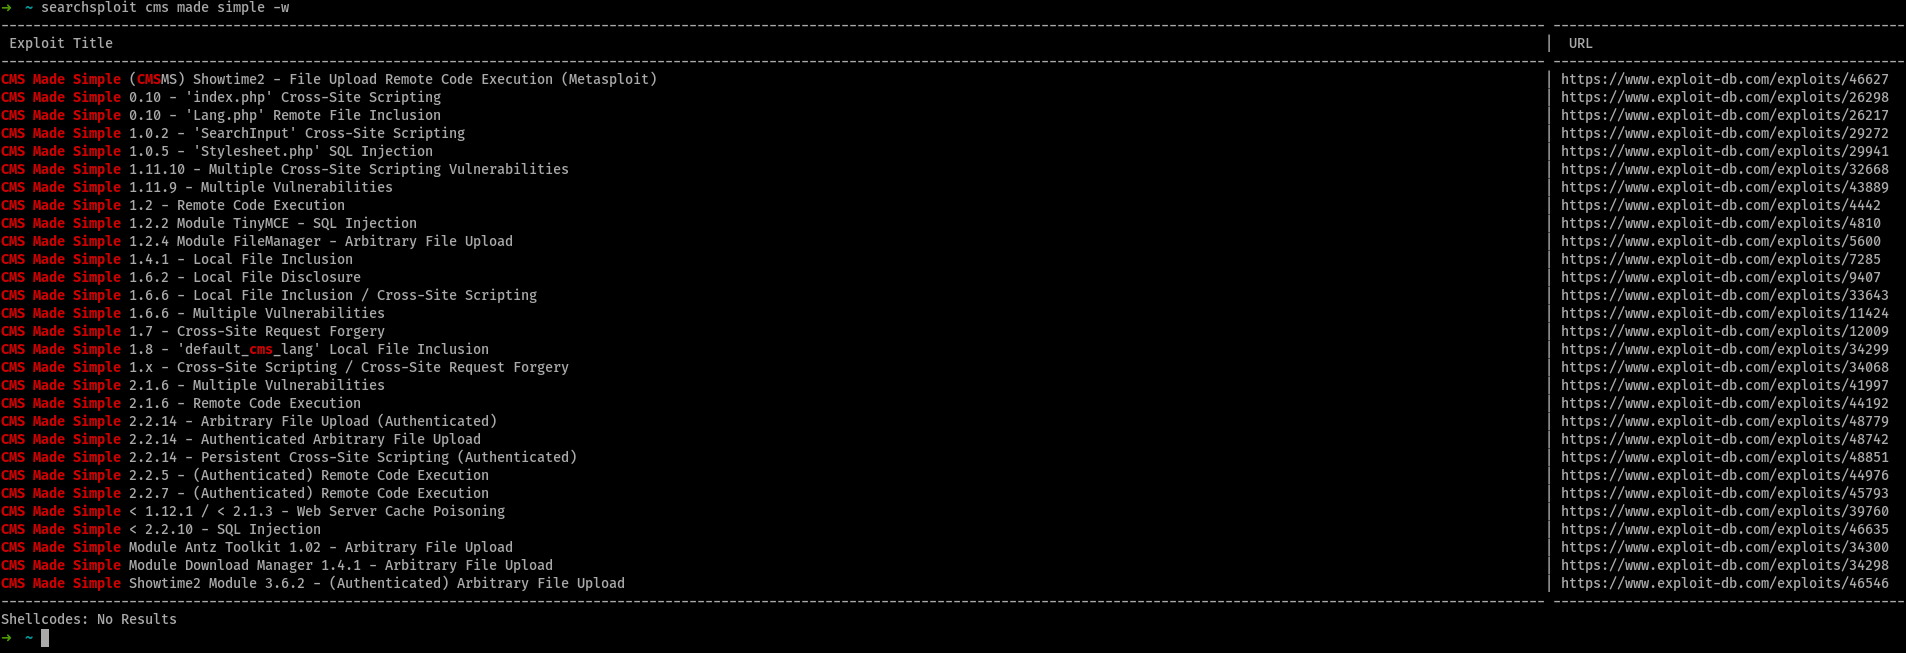 → ~ searchsploit cms made simple -w
Exploit Title | URL
CMS Made Simple (CMSMS) Showtime2 - File Upload Remote Code Execution (Metasploit) | https://www.exploit-db.com/exploits/46627
CMS Made Simple 0.10 - 'index.php' Cross-Site Scripting | https://www.exploit-db.com/exploits/26298
CMS Made Simple 0.10 - 'Lang.php' Remote File Inclusion | https://www.exploit-db.com/exploits/26217
CMS Made Simple 1.0.2 - 'SearchInput' Cross-Site Scripting | https://www.exploit-db.com/exploits/29272
CMS Made Simple 1.0.5 - 'Stylesheet.php' SQL Injection | https://www.exploit-db.com/exploits/29941
CMS Made Simple 1.11.10 - Multiple Cross-Site Scripting Vulnerabilities | https://www.exploit-db.com/exploits/32668
CMS Made Simple 1.11.9 - Multiple Vulnerabilities | https://www.exploit-db.com/exploits/43889
CMS Made Simple 1.2 - Remote Code Execution | https://www.exploit-db.com/exploits/4442
CMS Made Simple 1.2.2 Module TinyMCE - SQL Injection | https://www.exploit-db.com/exploits/4810
CMS Made Simple 1.2.4 Module FileManager - Arbitrary File Upload | https://www.exploit-db.com/exploits/5600
CMS Made Simple 1.4.1 - Local File Inclusion | https://www.exploit-db.com/exploits/7285
CMS Made Simple 1.6.2 - Local File Disclosure | https://www.exploit-db.com/exploits/9407
CMS Made Simple 1.6.6 - Local File Inclusion / Cross-Site Scripting | https://www.exploit-db.com/exploits/33643
CMS Made Simple 1.6.6 - Multiple Vulnerabilities | https://www.exploit-db.com/exploits/11424
CMS Made Simple 1.7 - Cross-Site Request Forgery | https://www.exploit-db.com/exploits/12009
CMS Made Simple 1.8 - 'default_cms_lang' Local File Inclusion | https://www.exploit-db.com/exploits/34299
CMS Made Simple 1.x - Cross-Site Scripting / Cross-Site Request Forgery | https://www.exploit-db.com/exploits/34068
CMS Made Simple 2.1.6 - Multiple Vulnerabilities | https://www.exploit-db.com/exploits/41997
CMS Made Simple 2.1.6 - Remote Code Execution | https://www.exploit-db.com/exploits/44192
CMS Made Simple 2.2.14 - Arbitrary File Upload (Authenticated) | https://www.exploit-db.com/exploits/48779
CMS Made Simple 2.2.14 - Authenticated Arbitrary File Upload | https://www.exploit-db.com/exploits/48742
CMS Made Simple 2.2.14 - Persistent Cross-Site Scripting (Authenticated) | https://www.exploit-db.com/exploits/48851
CMS Made Simple 2.2.5 - (Authenticated) Remote Code Execution | https://www.exploit-db.com/exploits/44976
CMS Made Simple 2.2.7 - (Authenticated) Remote Code Execution | https://www.exploit-db.com/exploits/45793
CMS Made Simple < 1.12.1 / < 2.1.3 - Web Server Cache Poisoning | https://www.exploit-db.com/exploits/39760
CMS Made Simple < 2.2.10 - SQL Injection | https://www.exploit-db.com/exploits/46635
CMS Made Simple Module Antz Toolkit 1.02 - Arbitrary File Upload | https://www.exploit-db.com/exploits/34300
CMS Made Simple Module Download Manager 1.4.1 - Arbitrary File Upload | https://www.exploit-db.com/exploits/34298
CMS Made Simple Showtime2 Module 3.6.2 - (Authenticated) Arbitrary File Upload | https://www.exploit-db.com/exploits/46546
Shellcodes: No Results
→ ~